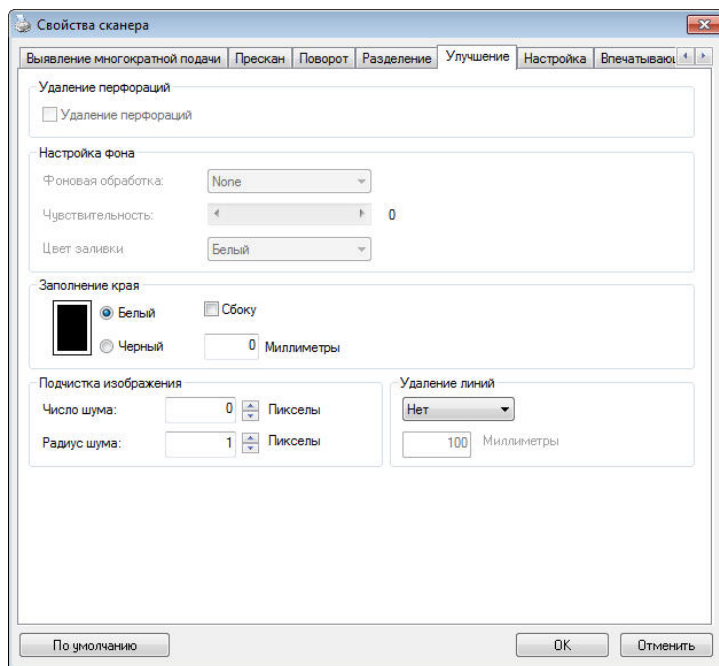 Свойства сканера
Выявление многократной подачи Прескан Поворот Разделение Улучшение Настройка Впечатывающ
Удаление перфораций
Удаление перфораций
Настройка фона
Фоновая обработка: None
Чувствительность: 0
Цвет заливки Белый
Заполнение края
Белый Сбоку
Черный 0 Миллиметры
Подчистка изображения Удаление линий
Число шума: 0 Пикселы Нет
Радиус шума: 1 Пикселы 100 Миллиметры
По умолчанию OK Отменить